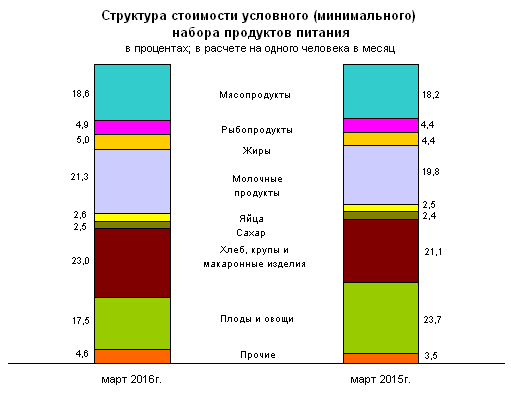 Структура стоимости условного (минимального)
набора продуктов питания
в процентах; в расчете на одного человека в месяц
18,6
Мясопродукты
18,2
4,9
Рыбопродукты
4,4
5,0
Жиры
4,4
21,3
Молочные
продукты
19,8
2,6
Яйца
2,5
2,5
Сахар
2,4
23,0
Хлеб, крупы и
макаронные изделия
21,1
17,5
Плоды и овощи
23,7
4,6
Прочие
3,5
март 2016г.
март 2015г.